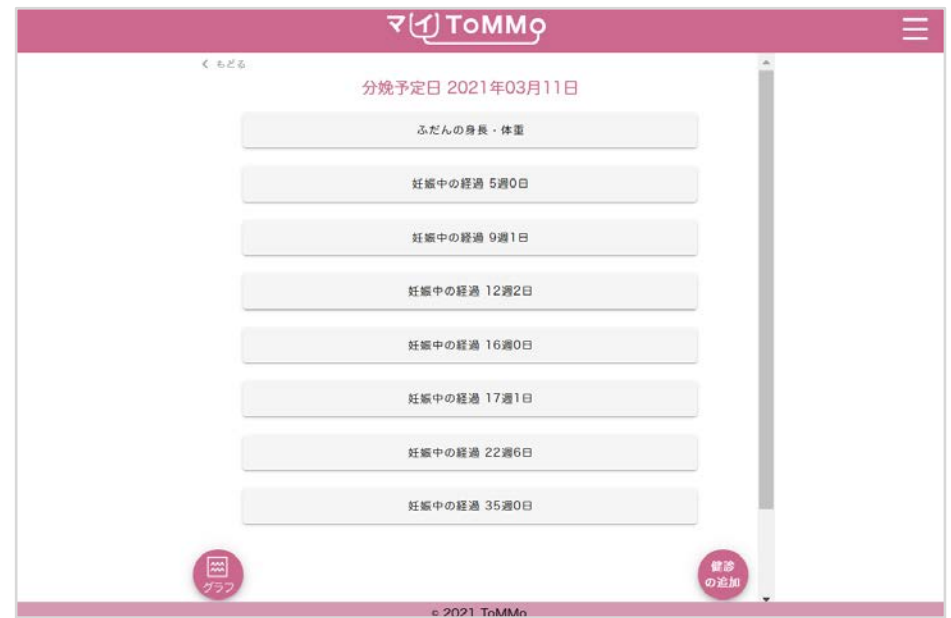 マイToMMo
もどる
分娩予定日 2021年03月11日
ふだんの身長・体重
妊娠中の経過 5週0日
妊娠中の経過 9週1日
妊娠中の経過 12週2日
妊娠中の経過 16週0日
妊娠中の経過 17週1日
妊娠中の経過 22週6日
妊娠中の経過 35週0日
グラフ
健診
の追加
© 2021 ToMMo